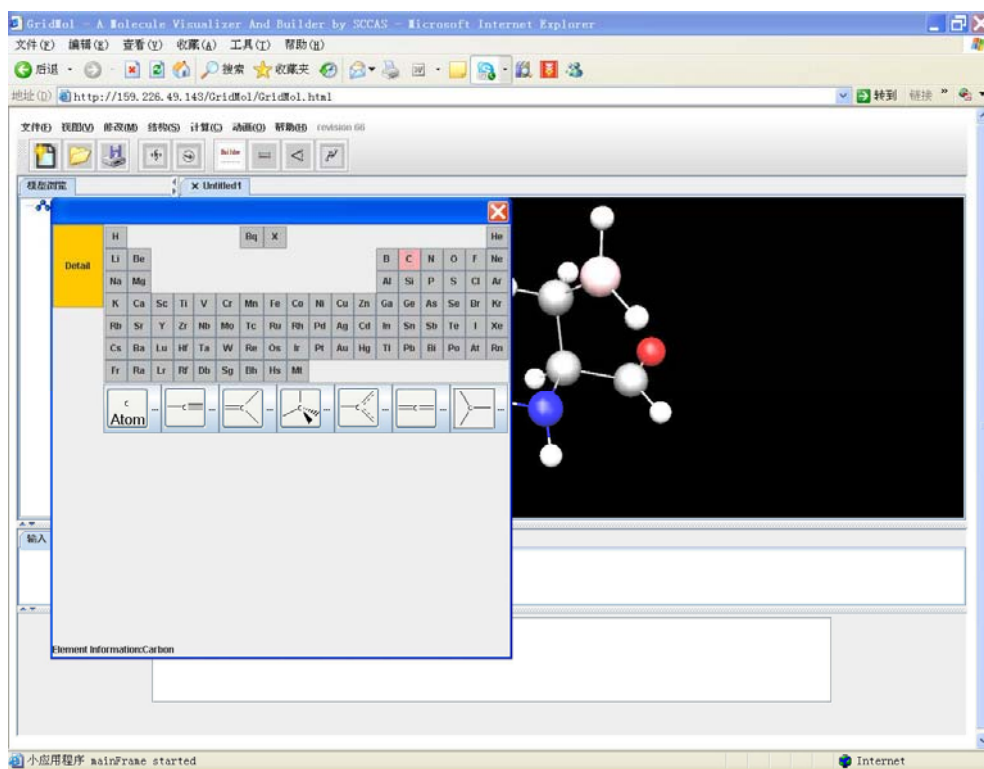 GridMol - A Molecule Visualizer And Builder by SCCAS - Microsoft Internet Explorer
文件(F) 编辑(E) 查看(V) 收藏(A) 工具(T) 帮助(H)
后退 搜索 收藏夹
地址(D) http://159.226.49.143/GridMol/GridMol.html 转到 链接 »
文件(F) 视图(V) 修改(M) 结构(S) 计算(C) 动画(O) 帮助(H) revision 66
Builder
模型浏览 × Untitled1
Detail
H Bq X He
Li Be B C N O F Ne
Na Mg Al Si P S Cl Ar
K Ca Sc Ti V Cr Mn Fe Co Ni Cu Zn Ga Ge As Se Br Kr
Rb Sr Y Zr Nb Mo Tc Ru Rh Pd Ag Cd In Sn Sb Te I Xe
Cs Ba Lu Hf Ta W Re Os Ir Pt Au Hg Tl Pb Bi Po At Rn
Fr Ra Lr Rf Db Sg Bh Hs Mt
C C C C C C C
Atom
输入
Element Information:Carbon
小应用程序 mainFrame started Internet